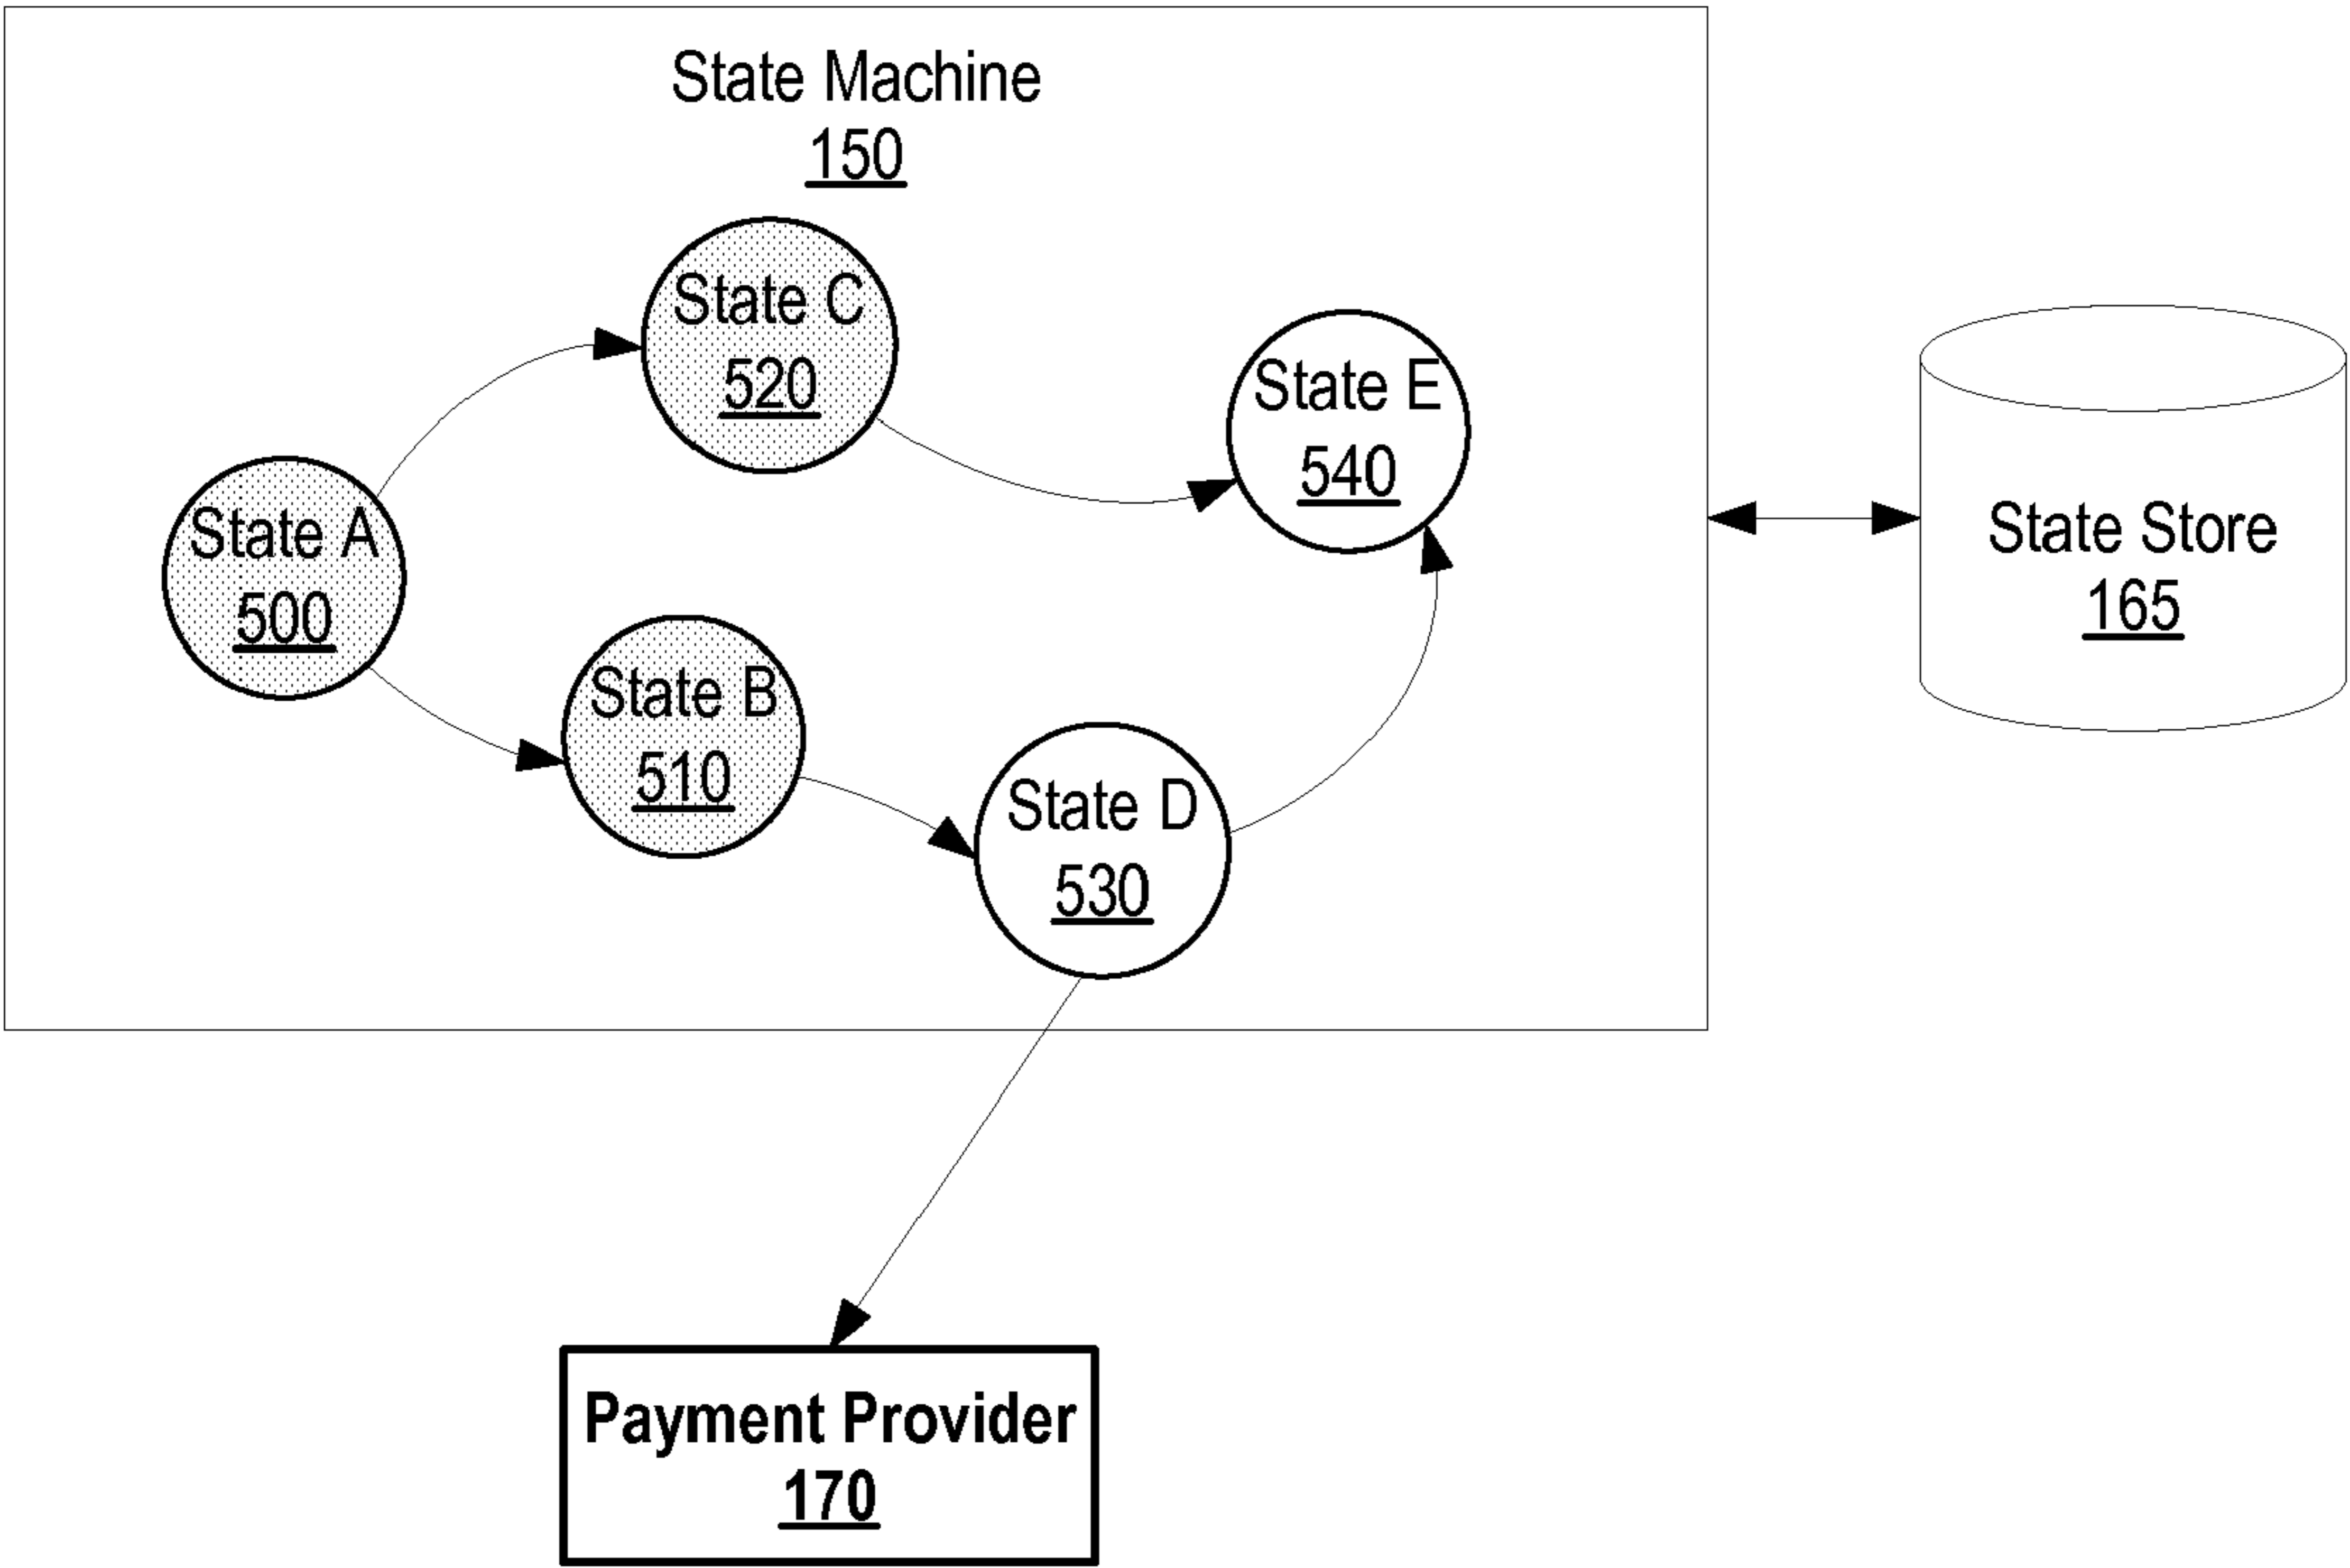 State Machine
150
State C
520
State E
540
State A
500
State Store
165
State B
510
State D
530
Payment Provider
170